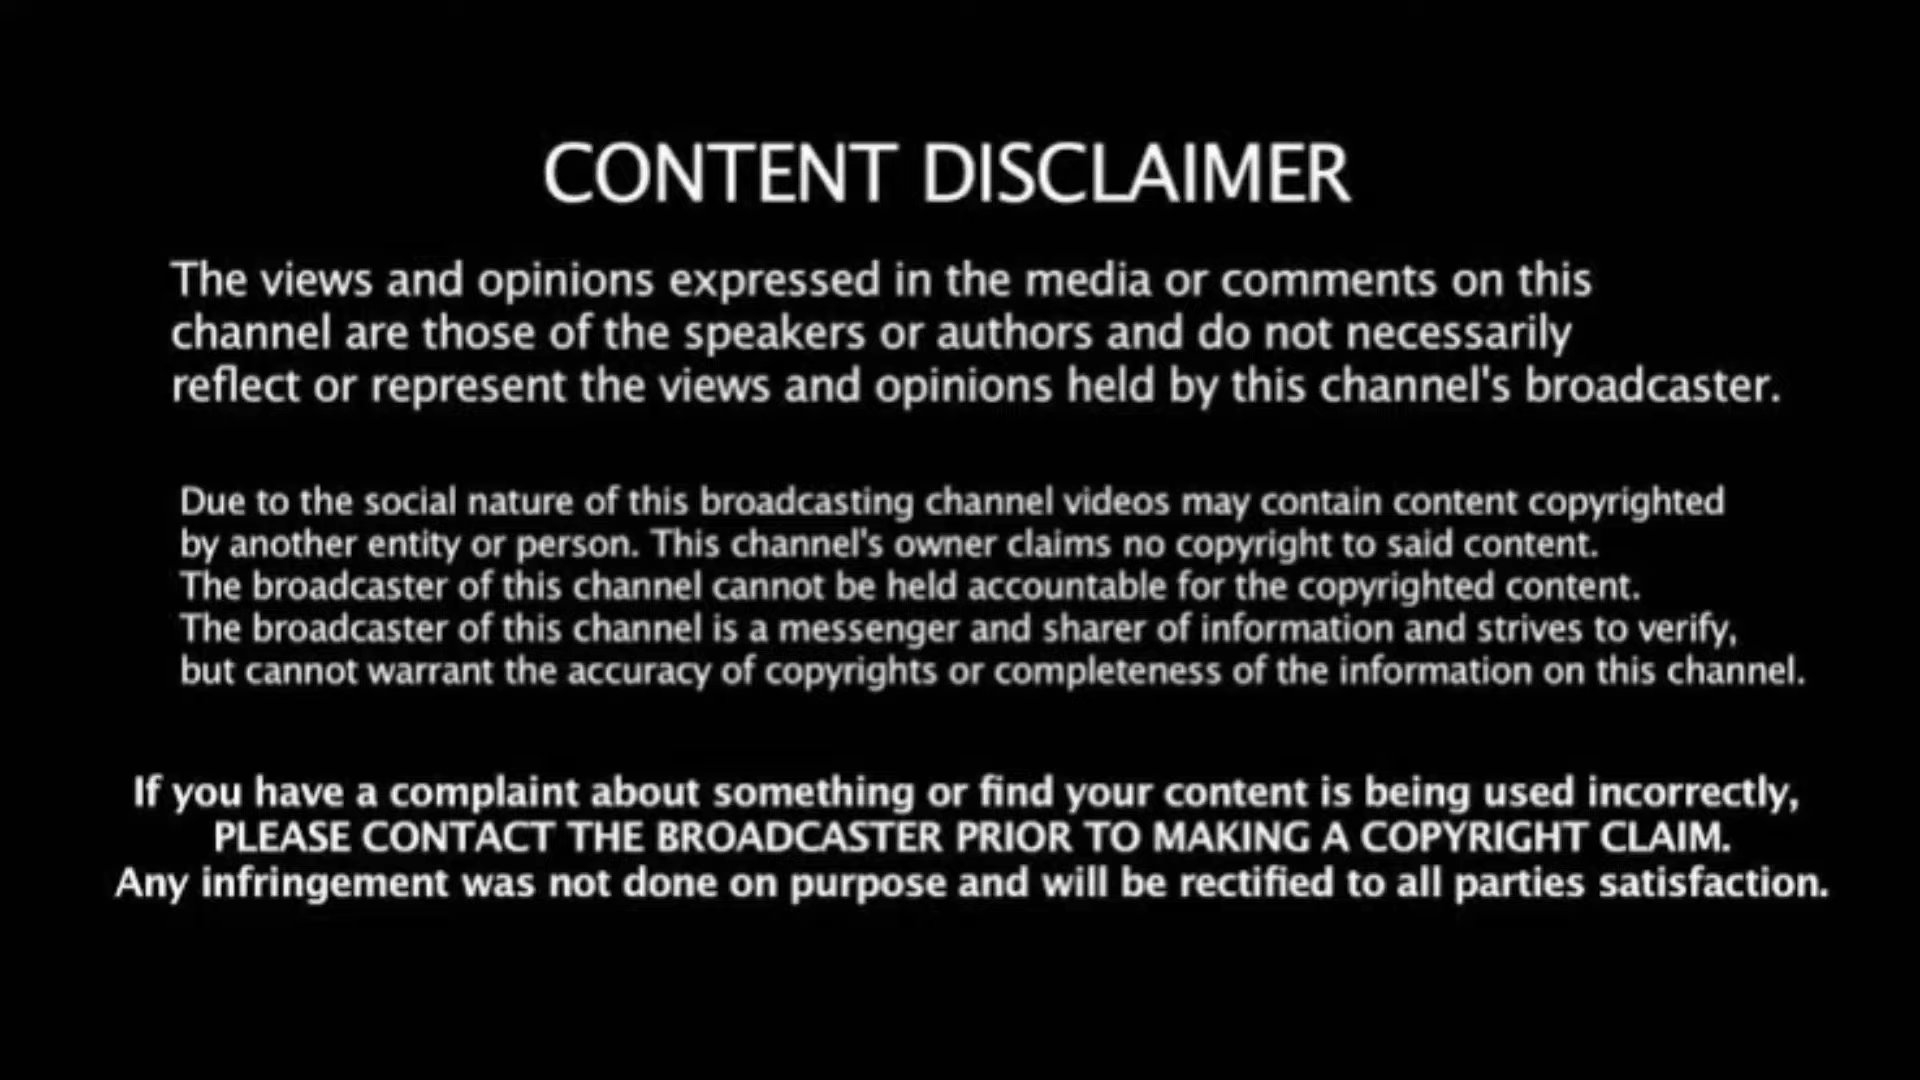 CONTENT DISCLAIMER
The views and opinions expressed in the media or comments on this
channel are those of the speakers or authors and do not necessarily
reflect or represent the views and opinions held by this channel's broadcaster.
Due to the social nature of this broadcasting channel videos may contain content copyrighted
by another entity or person. This channel's owner claims no copyright to said content.
The broadcaster of this channel cannot be held accountable for the copyrighted content.
The broadcaster of this channel is a messenger and sharer of information and strives to verify,
but cannot warrant the accuracy of copyrights or completeness of the information on this channel.
If you have a complaint about something or find your content is being used incorrectly,
PLEASE CONTACT THE BROADCASTER PRIOR TO MAKING A COPYRIGHT CLAIM.
Any infringement was not done on purpose and will be rectified to all parties satisfaction.